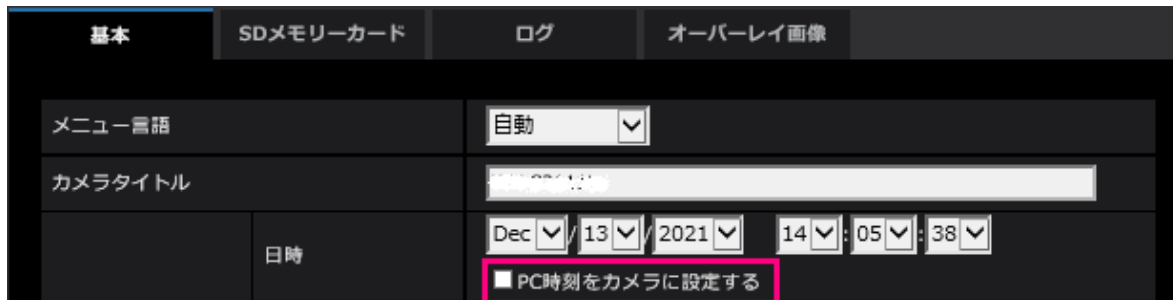 基本 SDメモリーカード ログ オーバーレイ画像
メニュー言語 自動
カメラタイトル
日時 Dec / 13 / 2021 14 : 05 : 38
PC時刻をカメラに設定する